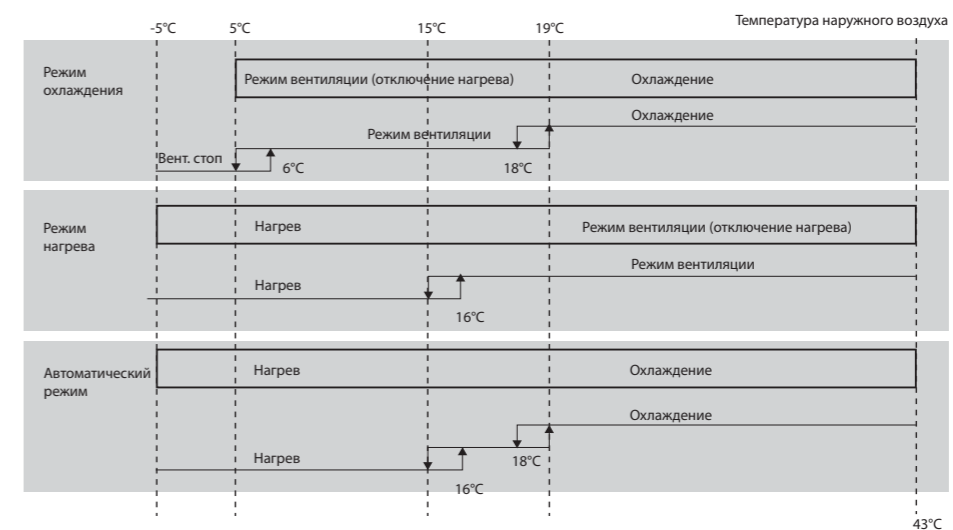 Температура наружного воздуха
-5°C 5°C 15°C 19°C
Режим
охлаждения
Режим вентиляции (отключение нагрева) Охлаждение
Охлаждение
Режим вентиляции
Вент. стоп
6°C 18°C
Режим
нагрева
Нагрев Режим вентиляции (отключение нагрева)
Режим вентиляции
Нагрев
16°C
Автоматический
режим
Нагрев Охлаждение
Охлаждение
Нагрев
18°C
16°C
43°C